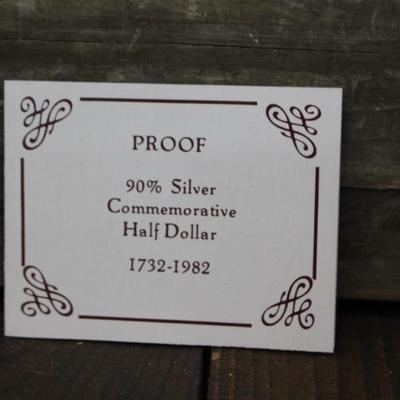 PROOF
90% Silver
Commemorative
Half Dollar
1732-1982